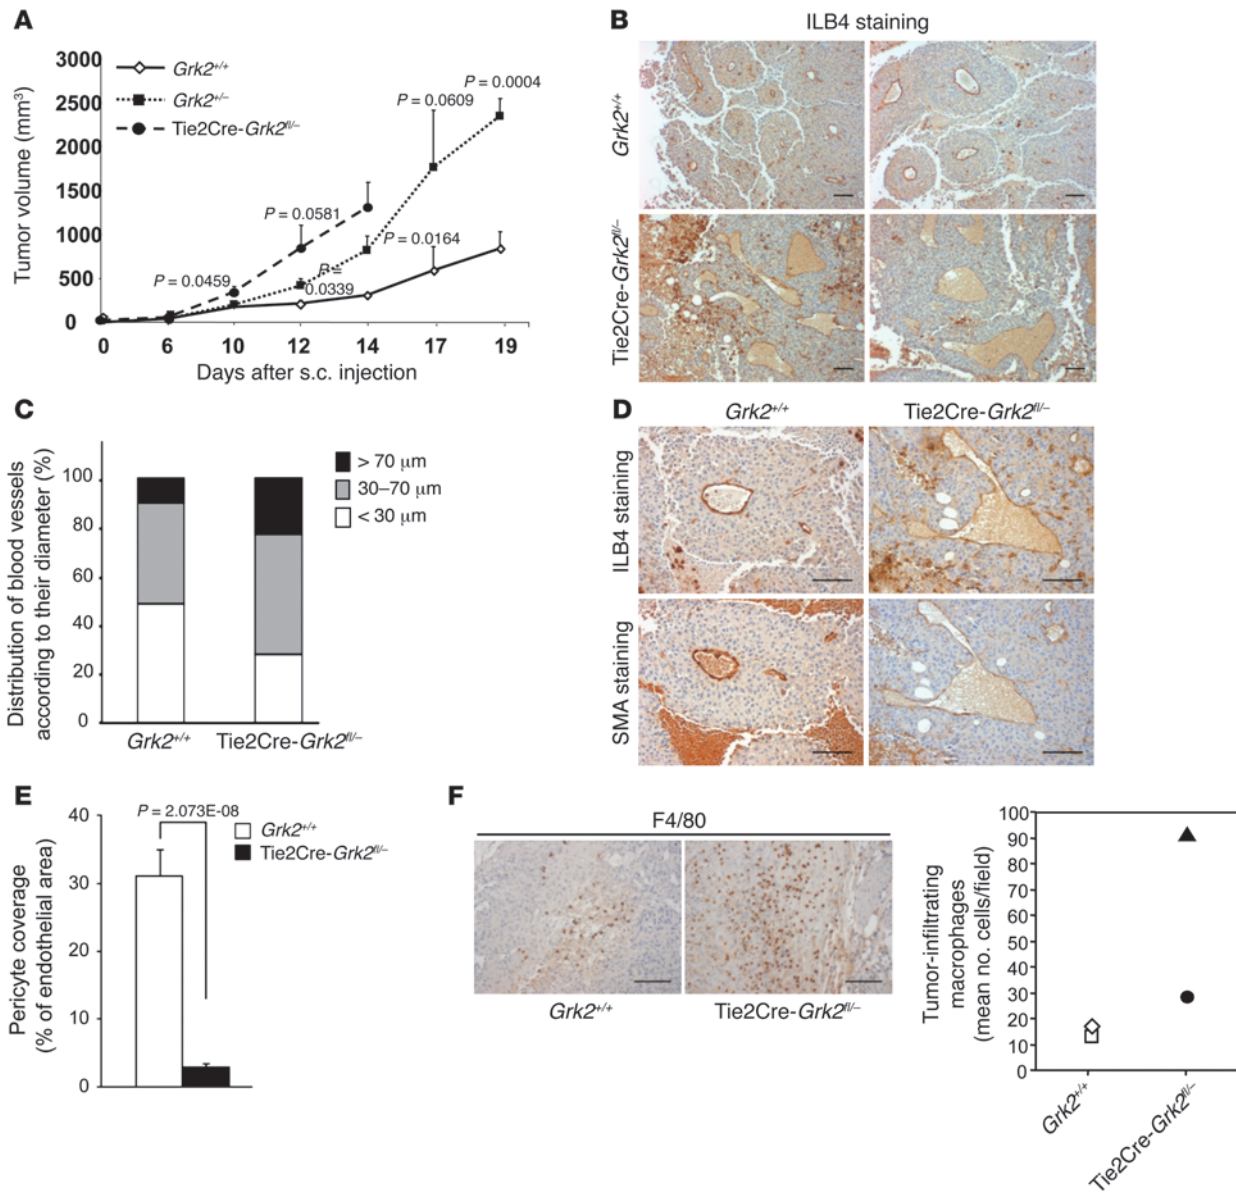 A
3000
2500
2000
1500
1000
500
0
Tumor volume (mm³)
Grk2+/+
Grk2+/–
Tie2Cre-Grk2fl/–
P = 0.0459
P = 0.0581
P =
0.0339
P = 0.0164
P = 0.0609
P = 0.0004
0 6 10 12 14 17 19
Days after s.c. injection
B
ILB4 staining
Grk2+/+
Tie2Cre-Grk2fl/–
C
Distribution of blood vessels
according to their diameter (%)
100
80
60
40
20
0
> 70 μm
30–70 μm
< 30 μm
Grk2+/+ Tie2Cre-Grk2fl/–
D
Grk2+/+ Tie2Cre-Grk2fl/–
ILB4 staining
SMA staining
E
Pericyte coverage
(% of endothelial area)
40
30
20
10
0
P = 2.073E-08
Grk2+/+
Tie2Cre-Grk2fl/–
F
F4/80
Grk2+/+ Tie2Cre-Grk2fl/–
Tumor-infiltrating
macrophages
(mean no. cells/field)
100
90
80
70
60
50
40
30
20
10
0
Grk2+/+
Tie2Cre-Grk2fl/–